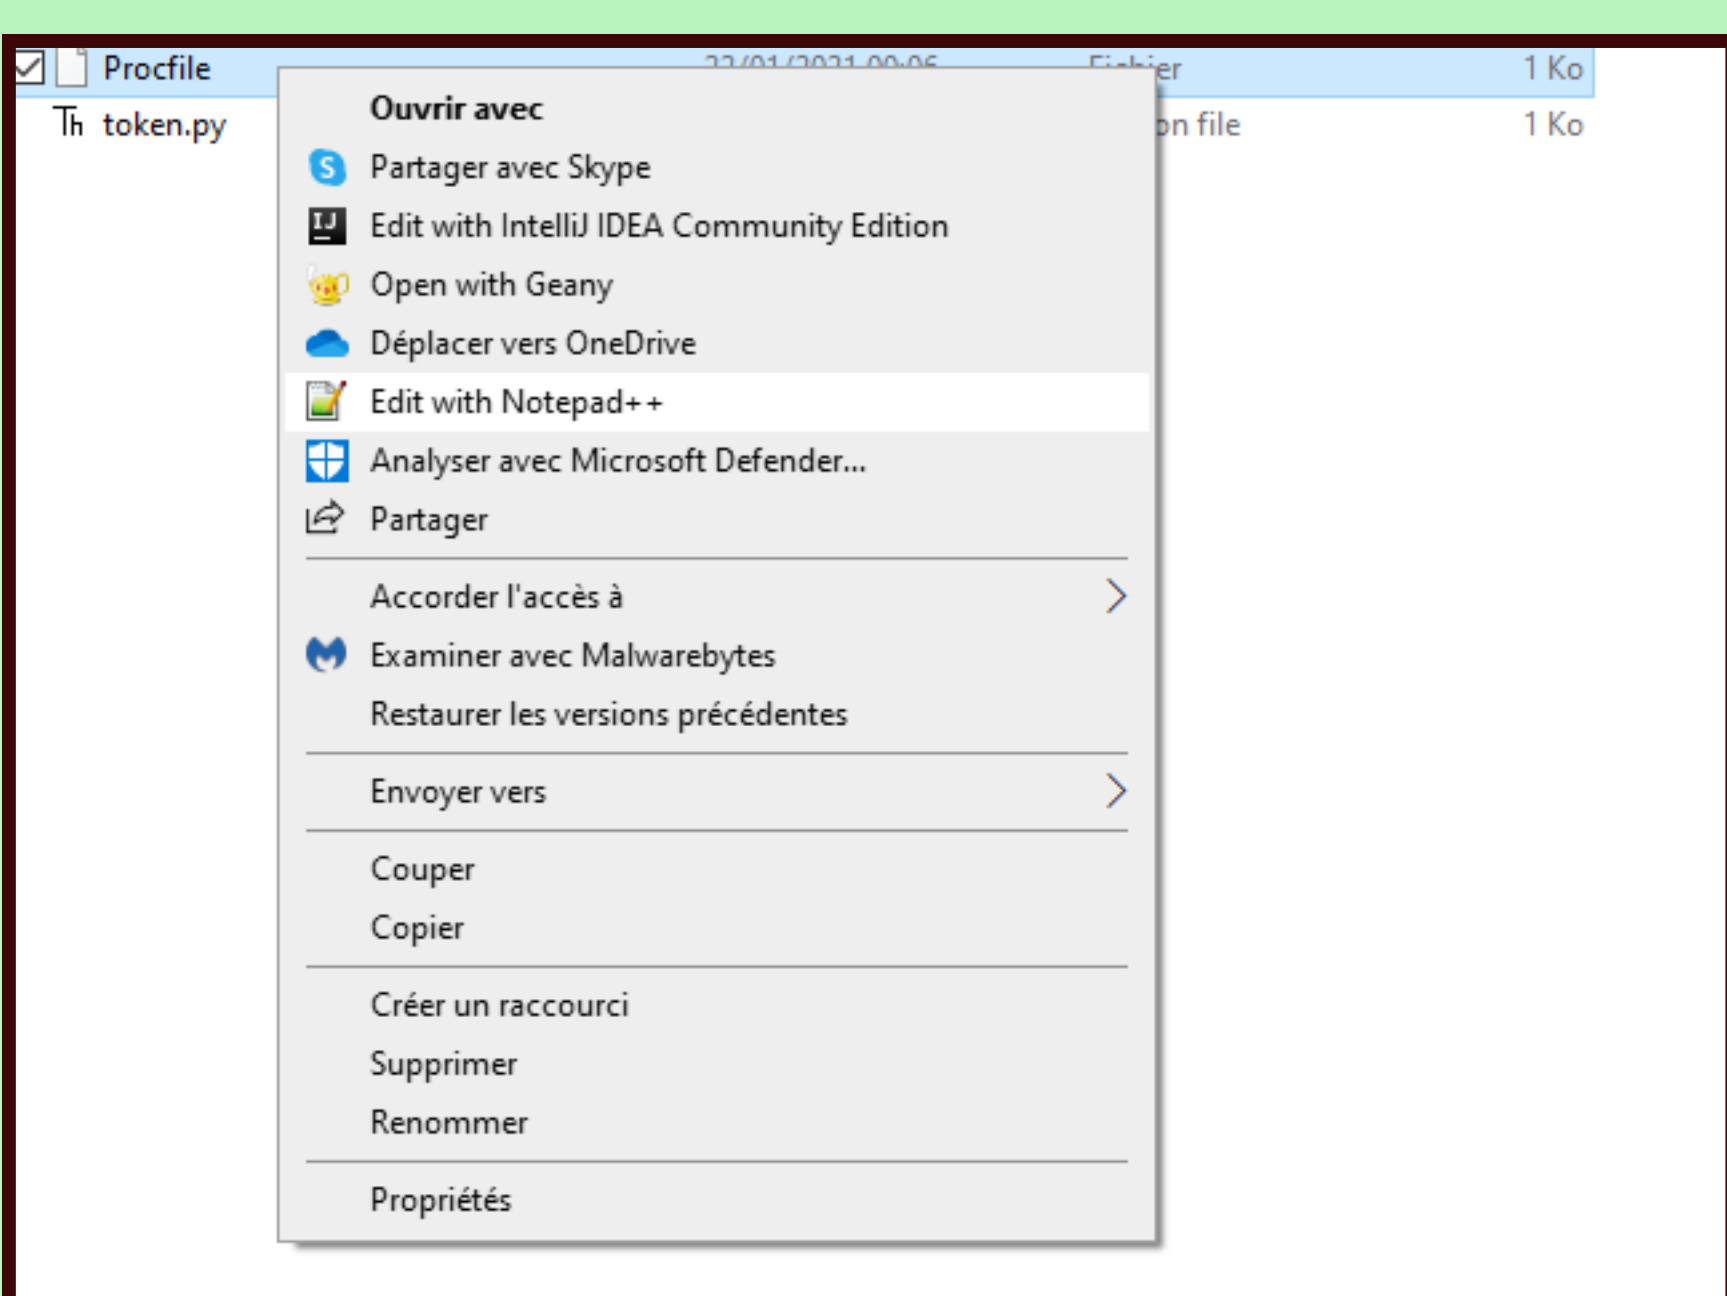 Procfile 1 Ko
token.py on file 1 Ko
Ouvrir avec
Partager avec Skype
Edit with IntelliJ IDEA Community Edition
Open with Geany
Déplacer vers OneDrive
Edit with Notepad++
Analyser avec Microsoft Defender...
Partager
Accorder l'accès à
Examiner avec Malwarebytes
Restaurer les versions précédentes
Envoyer vers
Couper
Copier
Créer un raccourci
Supprimer
Renommer
Propriétés